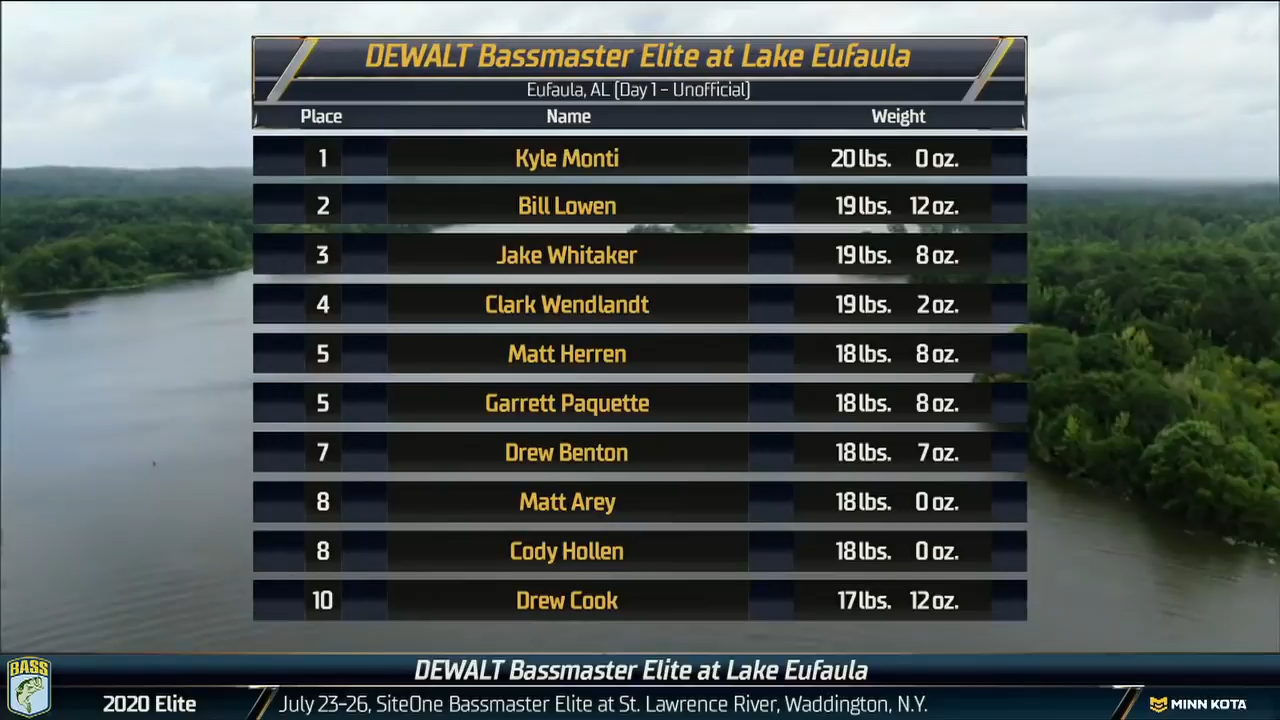 DEWALT Bassmaster Elite at Lake Eufaula
Eufaula, AL (Day 1 - Unofficial)
Place Name Weight
1 Kyle Monti 20 lbs. 0 oz.
2 Bill Lowen 19 lbs. 12 oz.
3 Jake Whitaker 19 lbs. 8 oz.
4 Clark Wendlandt 19 lbs. 2 oz.
5 Matt Herren 18 lbs. 8 oz.
5 Garrett Paquette 18 lbs. 8 oz.
7 Drew Benton 18 lbs. 7 oz.
8 Matt Arey 18 lbs. 0 oz.
8 Cody Hollen 18 lbs. 0 oz.
10 Drew Cook 17 lbs. 12 oz.
BASS
DEWALT Bassmaster Elite at Lake Eufaula
2020 Elite July 23-26, SiteOne Bassmaster Elite at St. Lawrence River, Waddington, N.Y. MINN KOTA